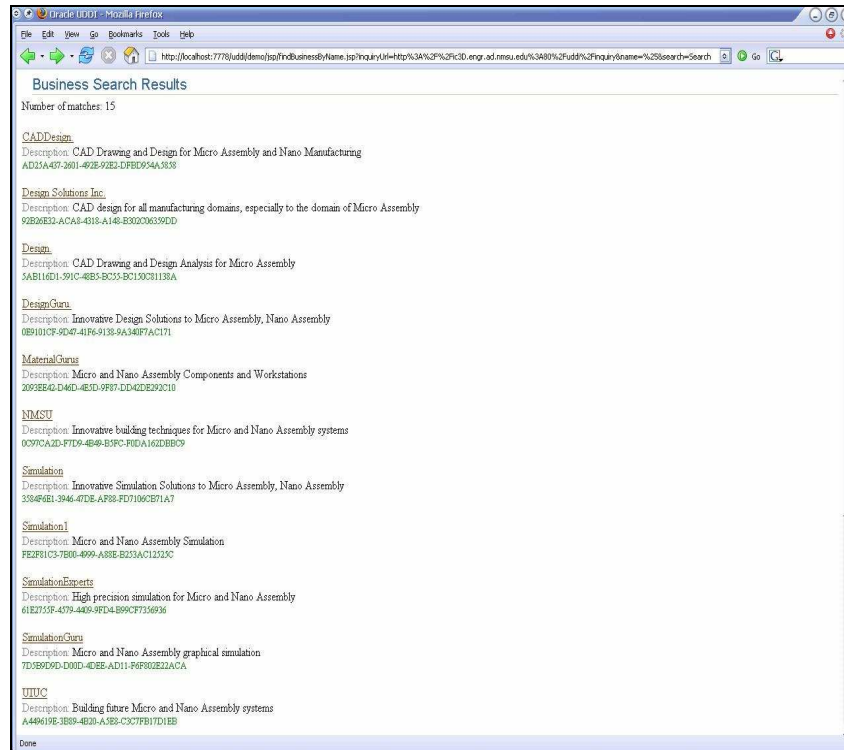 Oracle UDDI - Mozilla Firefox
File Edit View Go Bookmarks Tools Help
http://localhost:7778/uddi/demo/jsp/findBusinessByName.jsp?inquiryUrl=http%3A%2F%2Fic3D.engr.ad.nmsu.edu%3A80%2Fuddi%2Finquiry&name=%25&search=Search Go
Business Search Results
Number of matches: 15
CADDesign
Description: CAD Drawing and Design for Micro Assembly and Nano Manufacturing
AD25A437-2601-492E-92E2-DFBD954A5858
Design Solutions Inc.
Description: CAD design for all manufacturing domains, especially to the domain of Micro Assembly
92B26E32-ACA8-4318-A148-B302C06359DD
Design
Description: CAD Drawing and Design Analysis for Micro Assembly
5AB116D1-591C-48B5-BC55-BC150C81138A
DesignGuru
Description: Innovative Design Solutions to Micro Assembly, Nano Assembly
0E9101CF-9D47-41F6-9138-9A340F7AC171
MaterialGurus
Description: Micro and Nano Assembly Components and Workstations
2093EE42-D46D-4E5D-9F87-DD42DE292C10
NMSU
Description: Innovative building techniques for Micro and Nano Assembly systems
0C97CA2D-F7D9-4B49-B5FC-F0DA162DBBC9
Simulation
Description: Innovative Simulation Solutions to Micro Assembly, Nano Assembly
3584F6E1-3946-47DE-AF88-FD7106CB71A7
Simulation1
Description: Micro and Nano Assembly Simulation
FE2F81C3-7B00-4999-A88E-B253AC12525C
SimulationExperts
Description: High precision simulation for Micro and Nano Assembly
61E2755F-4579-4409-9FD4-B99CF7356936
SimulationGuru
Description: Micro and Nano Assembly graphical simulation
7D5B9D9D-D00D-4DEE-AD11-F6F802E22ACA
UIUC
Description: Building future Micro and Nano Assembly systems
A449619E-3B89-4B20-A5E8-C3C7FB17D1EB
Done